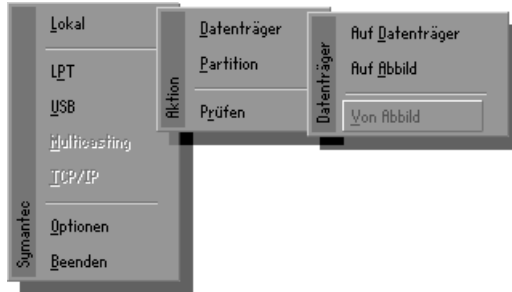 Lokal
LPT
USB
Multicasting
TCP/IP
Optionen
Beenden
Symantec
Datenträger
Partition
Prüfen
Aktion
Auf Datenträger
Auf Abbild
Von Abbild
Datenträger